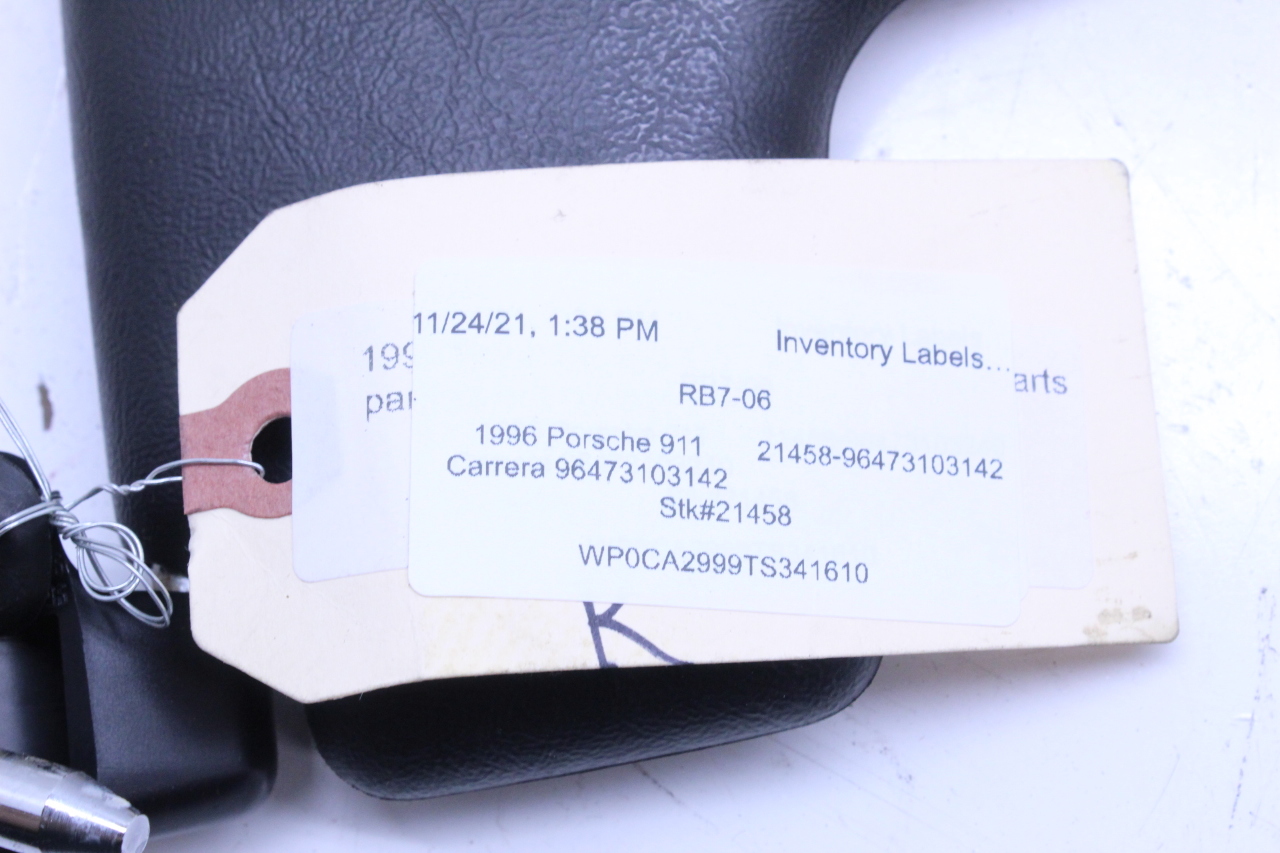 11/24/21, 1:38 PM
Inventory Labels...
arts
RB7-06
1996 Porsche 911
Carrera 96473103142
21458-96473103142
Stk#21458
WP0CA2999TS341610
R